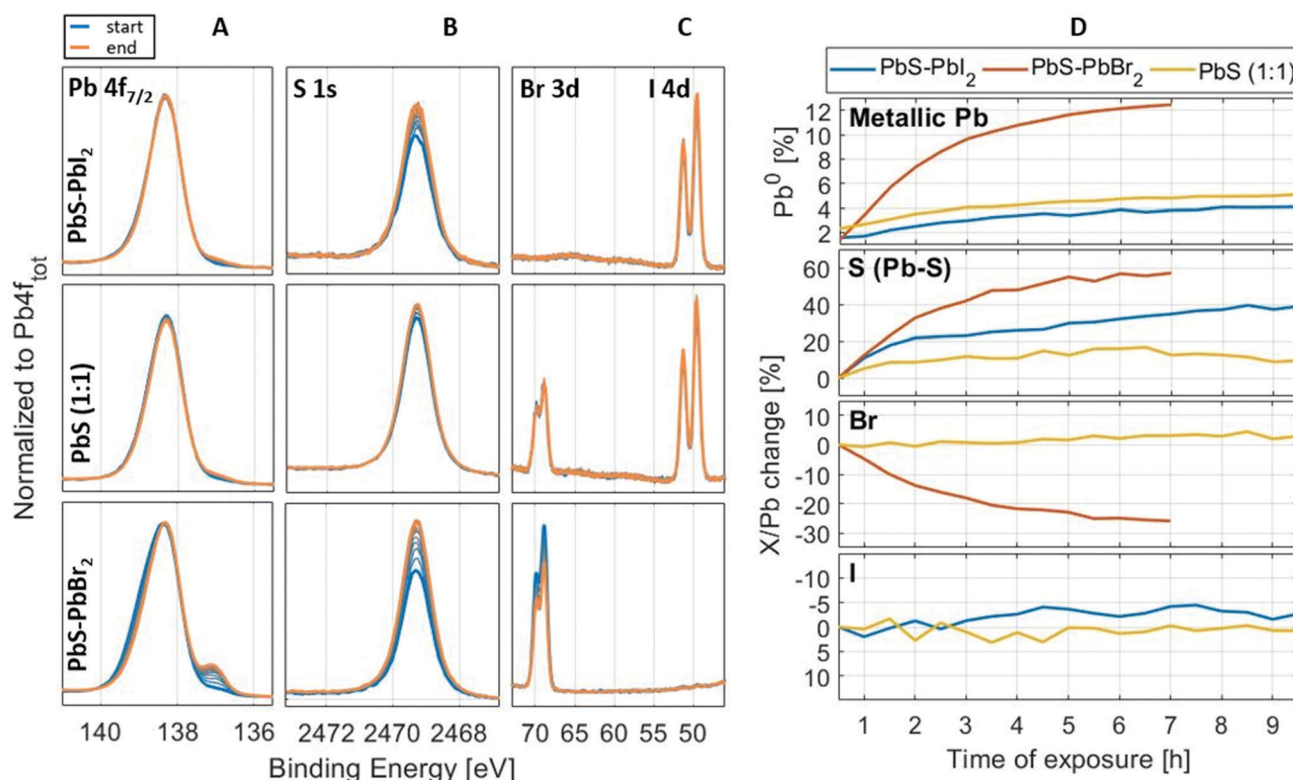 start
end
A
B
C
D
Pb 4f7/2
S 1s
Br 3d
I 4d
PbS-PbI2
PbS (1:1)
PbS-PbBr2
Normalized to Pb4ftot
140 138 136
2472 2470 2468
70 65 60 55 50
Binding Energy [eV]
PbS-PbI2
PbS-PbBr2
PbS (1:1)
Metallic Pb
Pb0 [%]
12
10
8
6
4
2
S (Pb-S)
60
40
20
0
X/Pb change [%]
Br
10
0
-10
-20
-30
I
-10
-5
0
5
10
1 2 3 4 5 6 7 8 9
Time of exposure [h]